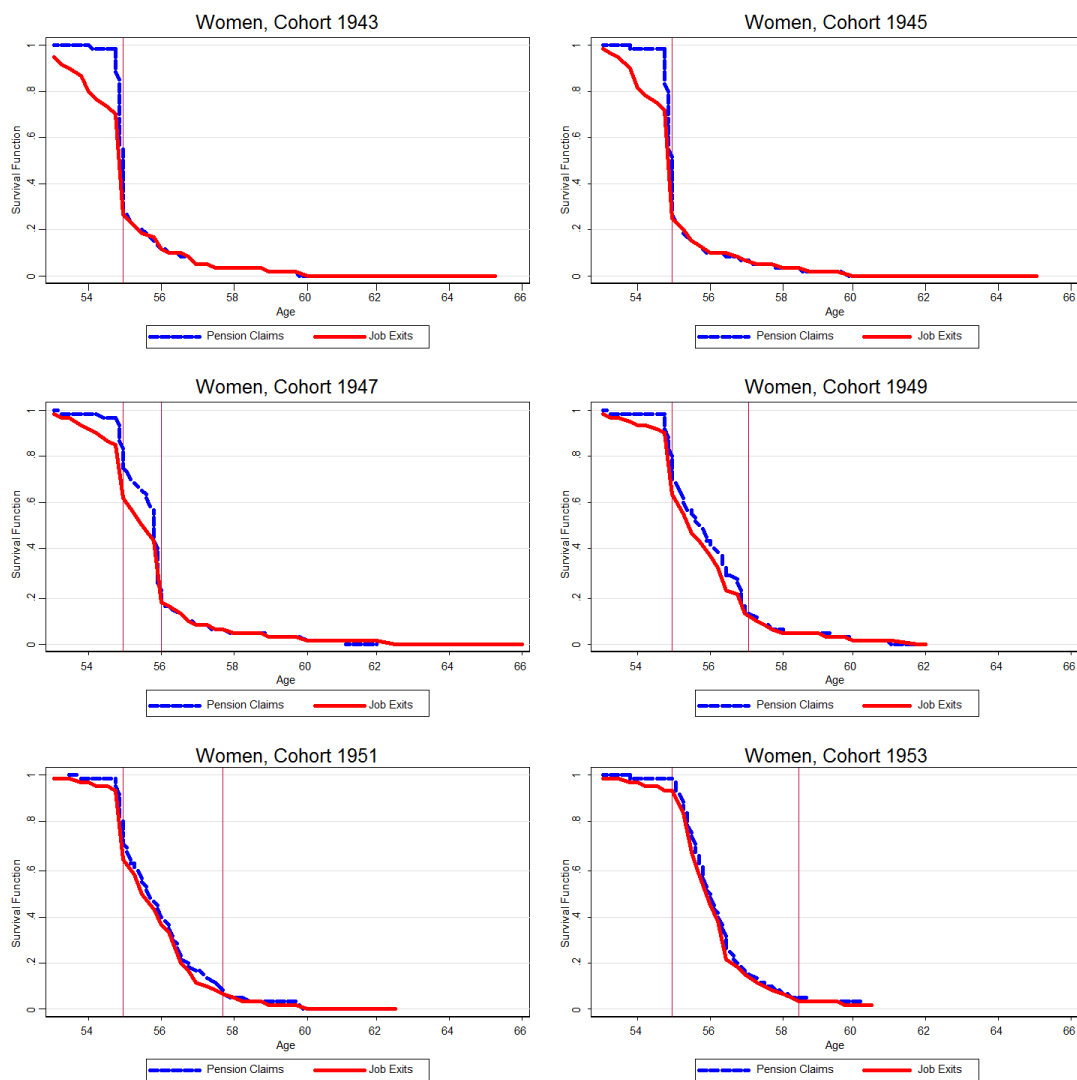 Women, Cohort 1943
Survival Function
1
.8
.6
.4
.2
0
54 56 58 60 62 64 66
Age
Pension Claims Job Exits
Women, Cohort 1945
Survival Function
1
.8
.6
.4
.2
0
54 56 58 60 62 64 66
Age
Pension Claims Job Exits
Women, Cohort 1947
Survival Function
1
.8
.6
.4
.2
0
54 56 58 60 62 64 66
Age
Pension Claims Job Exits
Women, Cohort 1949
Survival Function
1
.8
.6
.4
.2
0
54 56 58 60 62 64 66
Age
Pension Claims Job Exits
Women, Cohort 1951
Survival Function
1
.8
.6
.4
.2
0
54 56 58 60 62 64 66
Age
Pension Claims Job Exits
Women, Cohort 1953
Survival Function
1
.8
.6
.4
.2
0
54 56 58 60 62 64 66
Age
Pension Claims Job Exits